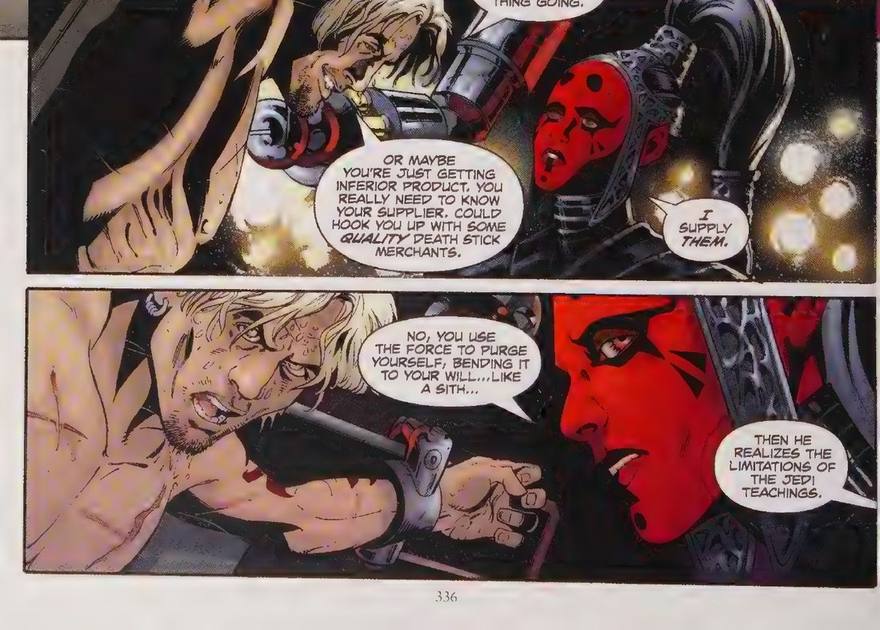 THING GOING.
OR MAYBE
YOU'RE JUST GETTING
INFERIOR PRODUCT. YOU
REALLY NEED TO KNOW
YOUR SUPPLIER. COULD
HOOK YOU UP WITH SOME
QUALITY DEATH STICK
MERCHANTS.
I
SUPPLY
THEM.
NO, YOU USE
THE FORCE TO PURGE
YOURSELF, BENDING IT
TO YOUR WILL...LIKE
A SITH...
THEN HE
REALIZES THE
LIMITATIONS OF
THE JEDI
TEACHINGS.
336